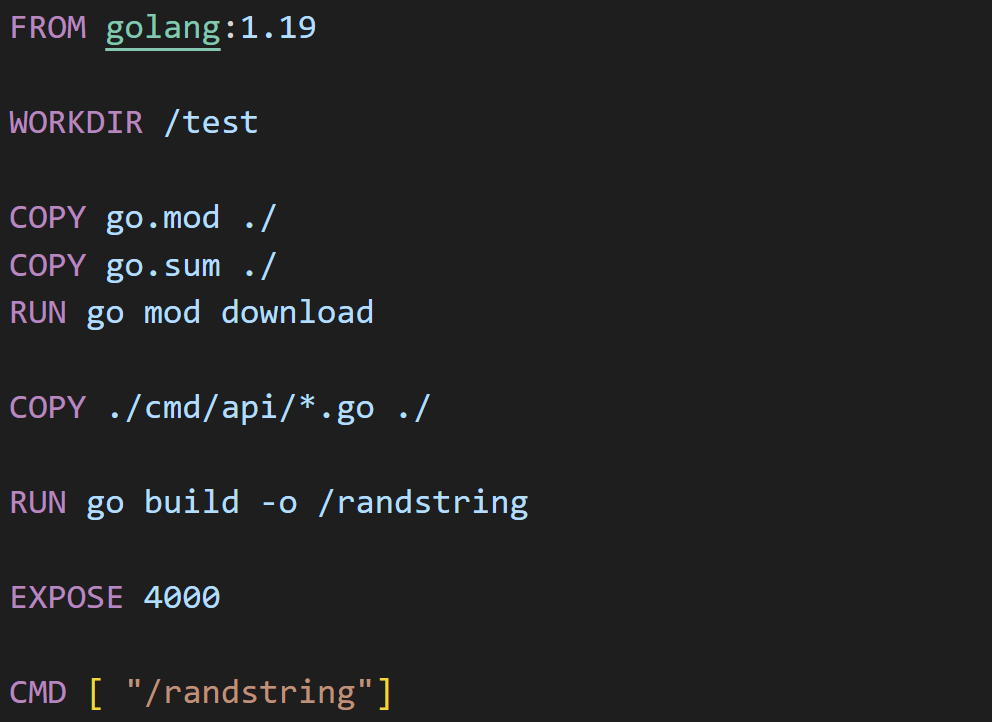 FROM golang:1.19
WORKDIR /test
COPY go.mod ./
COPY go.sum ./
RUN go mod download
COPY ./cmd/api/*.go ./
RUN go build -o /randstring
EXPOSE 4000
CMD [ "/randstring"]